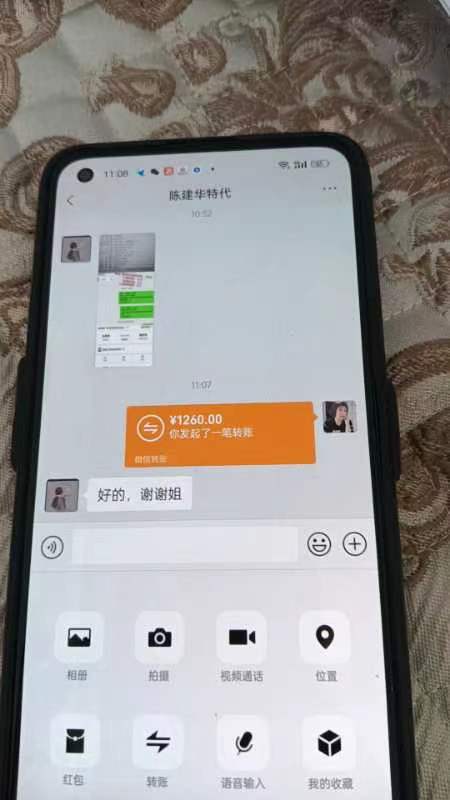 11:08
陈建华特代
10:52
11:07
¥1260.00
你发起了一笔转账
微信转账
好的，谢谢姐
相册
拍摄
视频通话
位置
红包
转账
语音输入
我的收藏